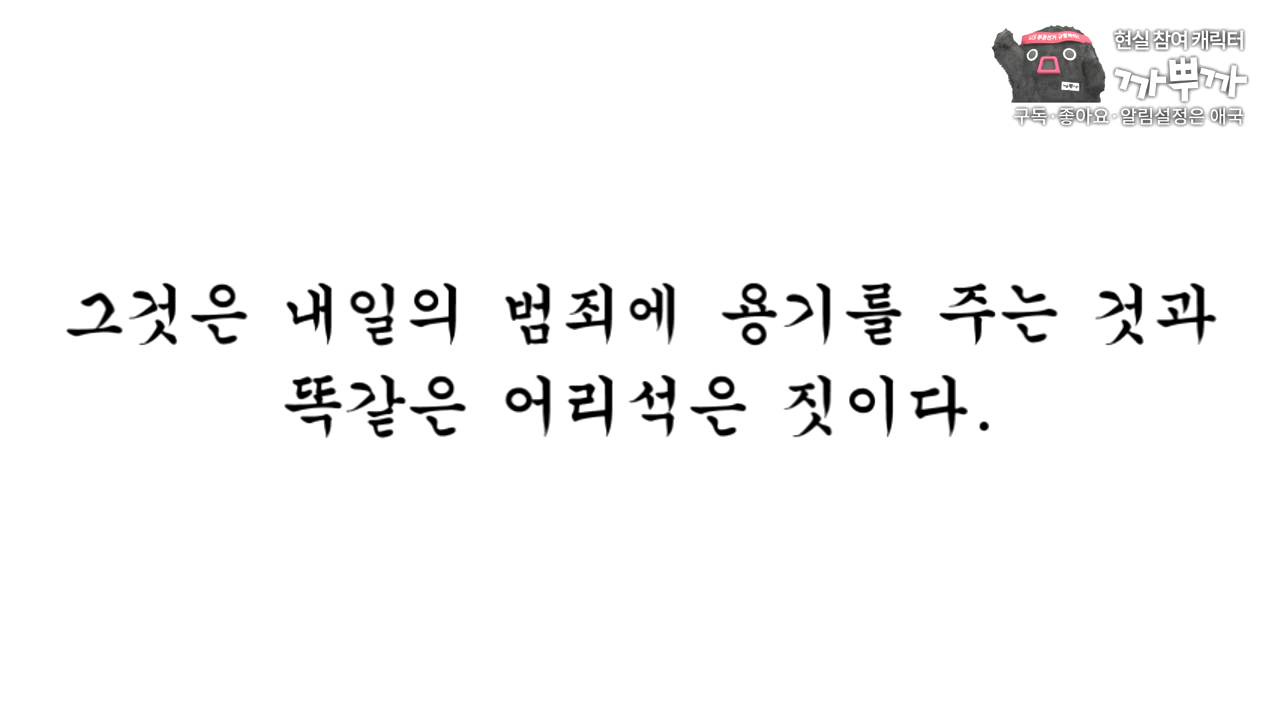 현실 참여 캐릭터
까뿌까
구독·좋아요·알림설정은 애국
그것은 내일의 범죄에 용기를 주는 것과
똑같은 어리석은 짓이다.